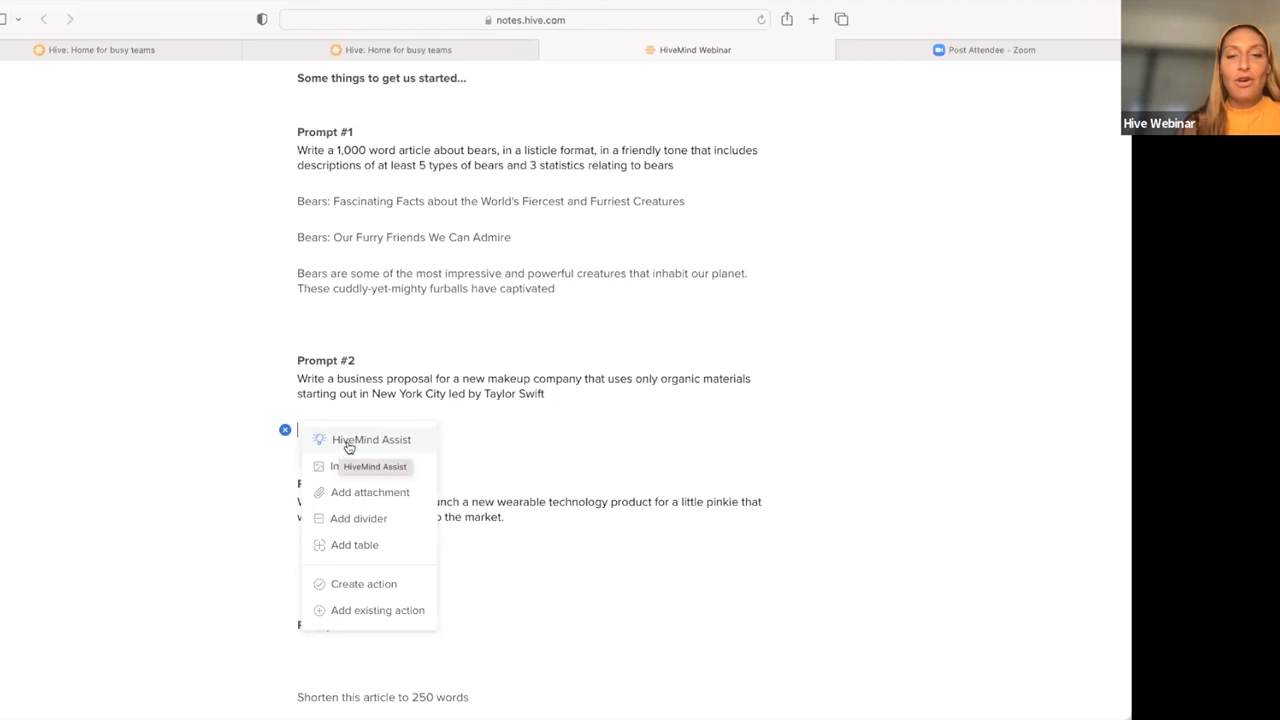 notes.hive.com
Hive: Home for busy teams
Hive: Home for busy teams
HiveMind Webinar
Post Attendee - Zoom
Hive Webinar
Some things to get us started...
Prompt #1
Write a 1,000 word article about bears, in a listicle format, in a friendly tone that includes
descriptions of at least 5 types of bears and 3 statistics relating to bears
Bears: Fascinating Facts about the World's Fiercest and Furriest Creatures
Bears: Our Furry Friends We Can Admire
Bears are some of the most impressive and powerful creatures that inhabit our planet.
These cuddly-yet-mighty furballs have captivated
Prompt #2
Write a business proposal for a new makeup company that uses only organic materials
starting out in New York City led by Taylor Swift
HiveMind Assist
HiveMind Assist
Add attachment
unch a new wearable technology product for a little pinkie that
Add divider
the market.
Add table
Create action
Add existing action
Shorten this article to 250 words